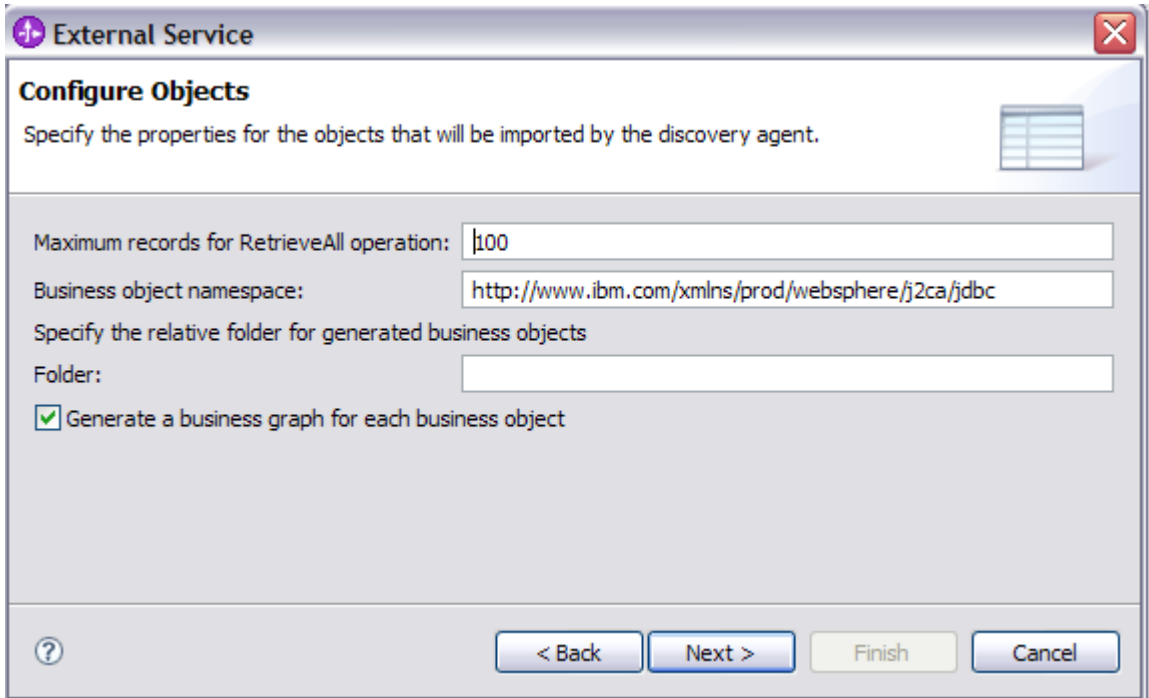 External Service
Configure Objects
Specify the properties for the objects that will be imported by the discovery agent.
Maximum records for RetrieveAll operation: 100
Business object namespace: http://www.ibm.com/xmlns/prod/websphere/j2ca/jdbc
Specify the relative folder for generated business objects
Folder:
Generate a business graph for each business object
? < Back Next > Finish Cancel